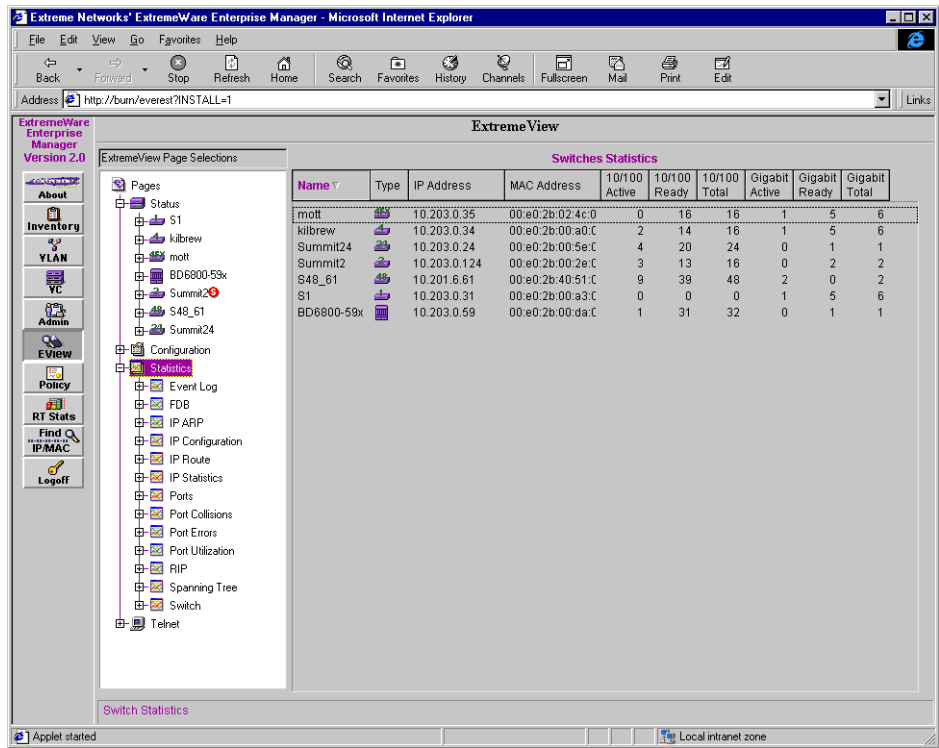 Extreme Networks' ExtremeWare Enterprise Manager - Microsoft Internet Explorer
File Edit View Go Favorites Help
Back Forward Stop Refresh Home Search Favorites History Channels Fullscreen Mail Print Edit
Address http://burn/everest?INSTALL=1 Links
ExtremeWare
Enterprise
Manager
Version 2.0
About
Inventory
VLAN
VC
Admin
EView
Policy
RT Stats
Find
IP/MAC
Logoff
ExtremeView
ExtremeView Page Selections
Pages
Status
S1
kilbrew
mott
BD6800-59x
Summit2
S48_61
Summit24
Configuration
Statistics
Event Log
FDB
IP ARP
IP Configuration
IP Route
IP Statistics
Ports
Port Collisions
Port Errors
Port Utilization
RIP
Spanning Tree
Switch
Telnet
Switches Statistics
Name Type IP Address MAC Address 10/100 Active 10/100 Ready 10/100 Total Gigabit Active Gigabit Ready Gigabit Total
mott 10.203.0.35 00:e0:2b:02:4c:0 0 16 16 1 5 6
kilbrew 10.203.0.34 00:e0:2b:00:a0:0 2 14 16 1 5 6
Summit24 10.203.0.24 00:e0:2b:00:5e:0 4 20 24 0 1 1
Summit2 10.203.0.124 00:e0:2b:00:2e:0 3 13 16 0 2 2
S48_61 10.201.6.61 00:e0:2b:40:51:0 9 39 48 2 0 2
S1 10.203.0.31 00:e0:2b:00:a3:0 0 0 0 1 5 6
BD6800-59x 10.203.0.59 00:e0:2b:00:da:0 1 31 32 0 1 1
Switch Statistics
Applet started Local intranet zone